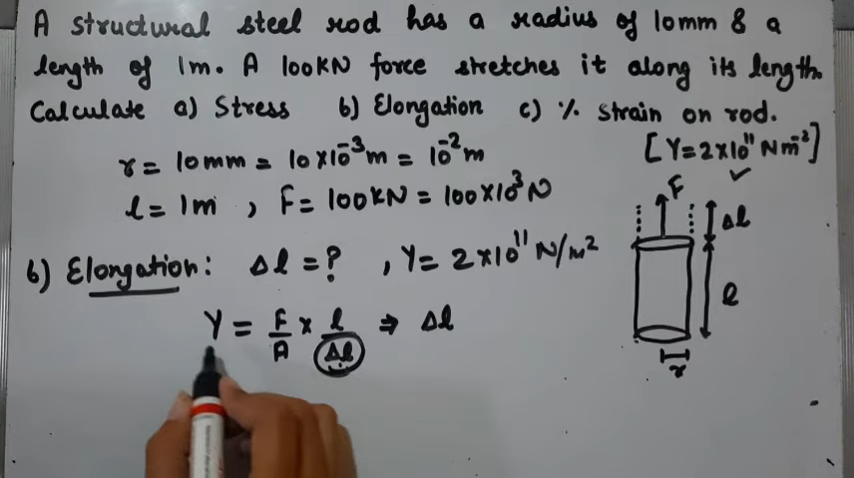 A structural steel rod has a radius of 10mm & a
length of 1m. A 100KN force stretches it along its length.
Calculate a) Stress b) Elongation c) % strain on rod.
[Y=2×10¹¹ Nm⁻²]
r = 10mm = 10×10⁻³m = 10⁻²m
l = 1m , F = 100KN = 100×10³N
b) Elongation: Δl = ? , Y = 2×10¹¹ N/m²
Y = F/A × l/Δl ⇒ Δl
F
Δl
l
r